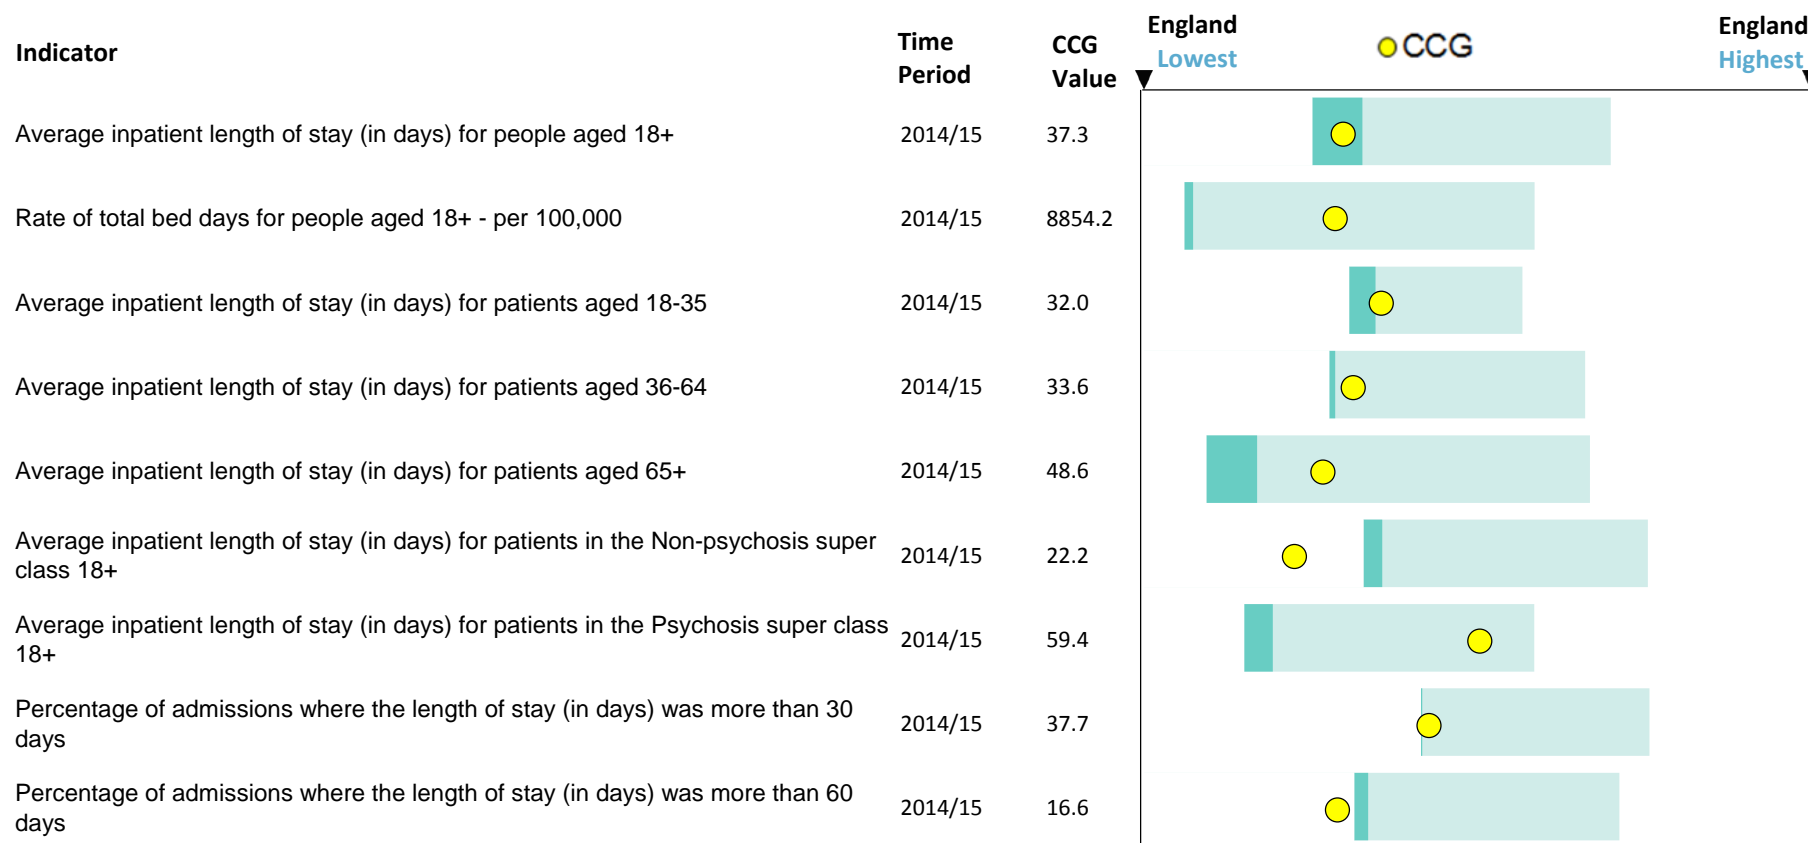 Indicator
Time Period
CCG Value
England Lowest
CCG
England Highest
Average inpatient length of stay (in days) for people aged 18+ 2014/15 37.3
Rate of total bed days for people aged 18+ - per 100,000 2014/15 8854.2
Average inpatient length of stay (in days) for patients aged 18-35 2014/15 32.0
Average inpatient length of stay (in days) for patients aged 36-64 2014/15 33.6
Average inpatient length of stay (in days) for patients aged 65+ 2014/15 48.6
Average inpatient length of stay (in days) for patients in the Non-psychosis super
class 18+ 2014/15 22.2
Average inpatient length of stay (in days) for patients in the Psychosis super class
18+ 2014/15 59.4
Percentage of admissions where the length of stay (in days) was more than 30
days 2014/15 37.7
Percentage of admissions where the length of stay (in days) was more than 60
days 2014/15 16.6